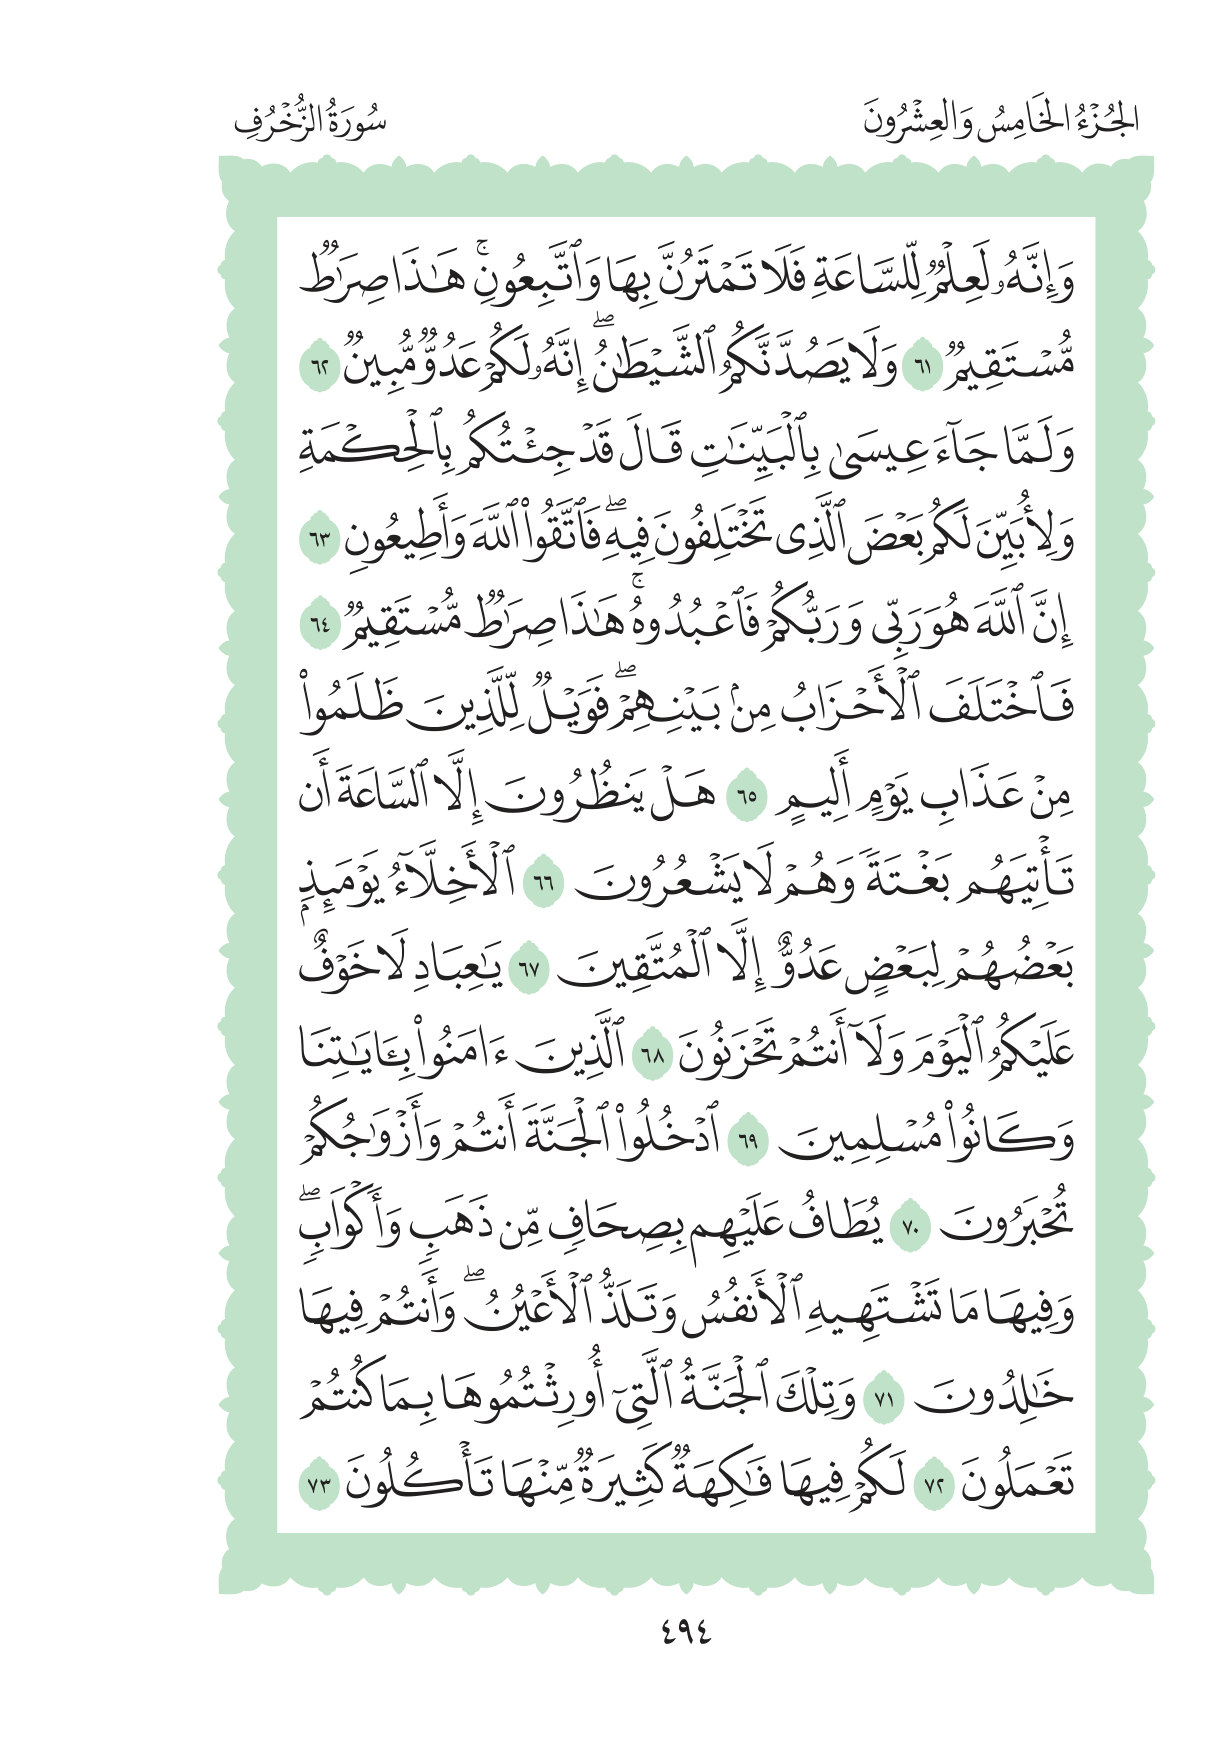 الجُزْءُ الخَامِسُ وَالعِشْرُونَ
سُورَةُ الزُّخْرُفِ
وَإِنَّهُۥ لَعِلْمٌ لِّلسَّاعَةِ فَلَا تَمْتَرُنَّ بِهَا وَٱتَّبِعُونِۚ هَـٰذَا صِرَٰطٌ
مُّسْتَقِيمٌ ٦١ وَلَا يَصُدَّنَّكُمُ ٱلشَّيْطَـٰنُۖ إِنَّهُۥ لَكُمْ عَدُوٌّ مُّبِينٌ ٦٢
وَلَمَّا جَآءَ عِيسَىٰ بِٱلْبَيِّنَـٰتِ قَالَ قَدْ جِئْتُكُم بِٱلْحِكْمَةِ
وَلِأُبَيِّنَ لَكُم بَعْضَ ٱلَّذِى تَخْتَلِفُونَ فِيهِۖ فَٱتَّقُوا۟ ٱللَّهَ وَأَطِيعُونِ ٦٣
إِنَّ ٱللَّهَ هُوَ رَبِّى وَرَبُّكُمْ فَٱعْبُدُوهُۚ هَـٰذَا صِرَٰطٌ مُّسْتَقِيمٌ ٦٤
فَٱخْتَلَفَ ٱلْأَحْزَابُ مِنۢ بَيْنِهِمْۖ فَوَيْلٌ لِّلَّذِينَ ظَلَمُوا۟
مِنْ عَذَابِ يَوْمٍ أَلِيمٍ ٦٥ هَلْ يَنظُرُونَ إِلَّا ٱلسَّاعَةَ أَن
تَأْتِيَهُم بَغْتَةً وَهُمْ لَا يَشْعُرُونَ ٦٦ ٱلْأَخِلَّآءُ يَوْمَئِذٍۭ
بَعْضُهُمْ لِبَعْضٍ عَدُوٌّ إِلَّا ٱلْمُتَّقِينَ ٦٧ يَـٰعِبَادِ لَا خَوْفٌ
عَلَيْكُمُ ٱلْيَوْمَ وَلَآ أَنتُمْ تَحْزَنُونَ ٦٨ ٱلَّذِينَ ءَامَنُوا۟ بِـَٔايَـٰتِنَا
وَكَانُوا۟ مُسْلِمِينَ ٦٩ ٱدْخُلُوا۟ ٱلْجَنَّةَ أَنتُمْ وَأَزْوَٰجُكُمْ
تُحْبَرُونَ ٧٠ يُطَافُ عَلَيْهِم بِصِحَافٍ مِّن ذَهَبٍ وَأَكْوَابٍۖ
وَفِيهَا مَا تَشْتَهِيهِ ٱلْأَنفُسُ وَتَلَذُّ ٱلْأَعْيُنُۖ وَأَنتُمْ فِيهَا
خَـٰلِدُونَ ٧١ وَتِلْكَ ٱلْجَنَّةُ ٱلَّتِىٓ أُورِثْتُمُوهَا بِمَا كُنتُمْ
تَعْمَلُونَ ٧٢ لَكُمْ فِيهَا فَـٰكِهَةٌ كَثِيرَةٌ مِّنْهَا تَأْكُلُونَ ٧٣
٤٩٤